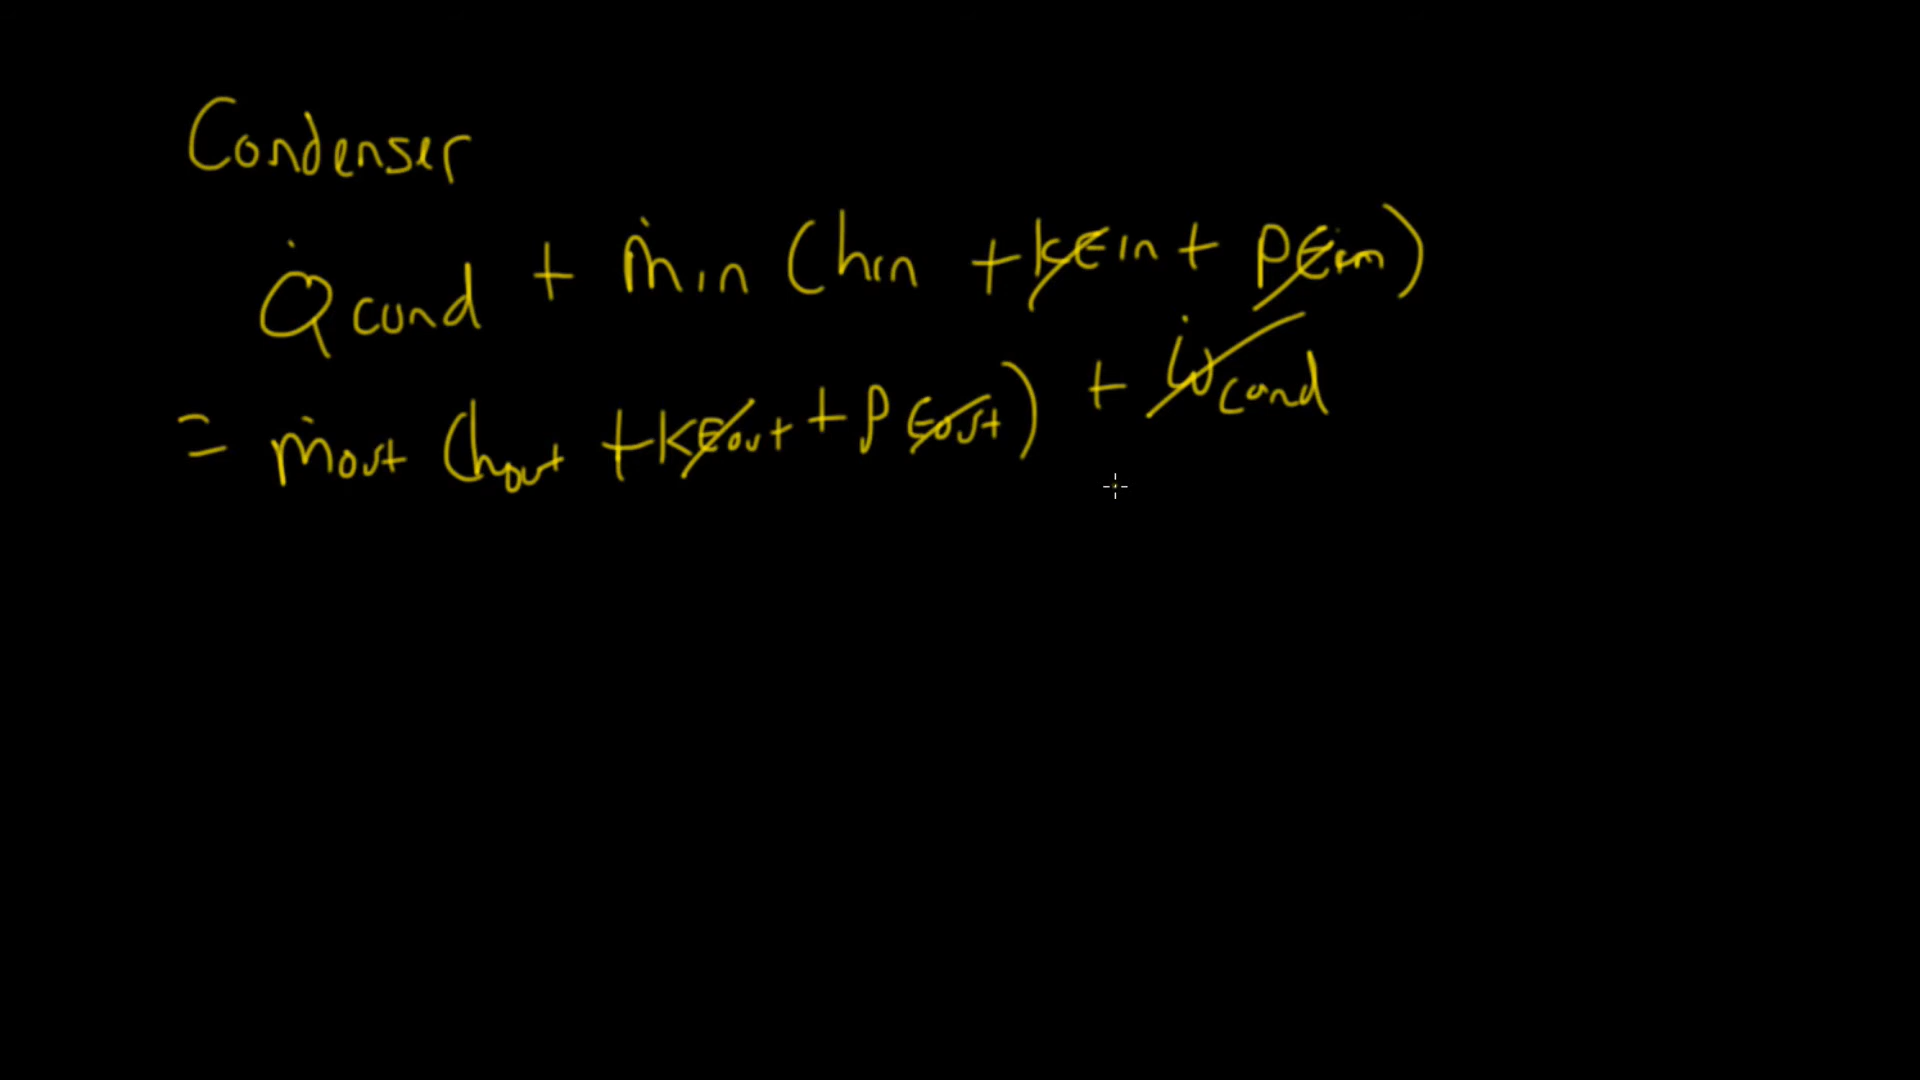 Condenser
Q̇cond + ṁin (hin + KEin + PEin)
= ṁout (hout + KEout + PEout) + Ẇcond